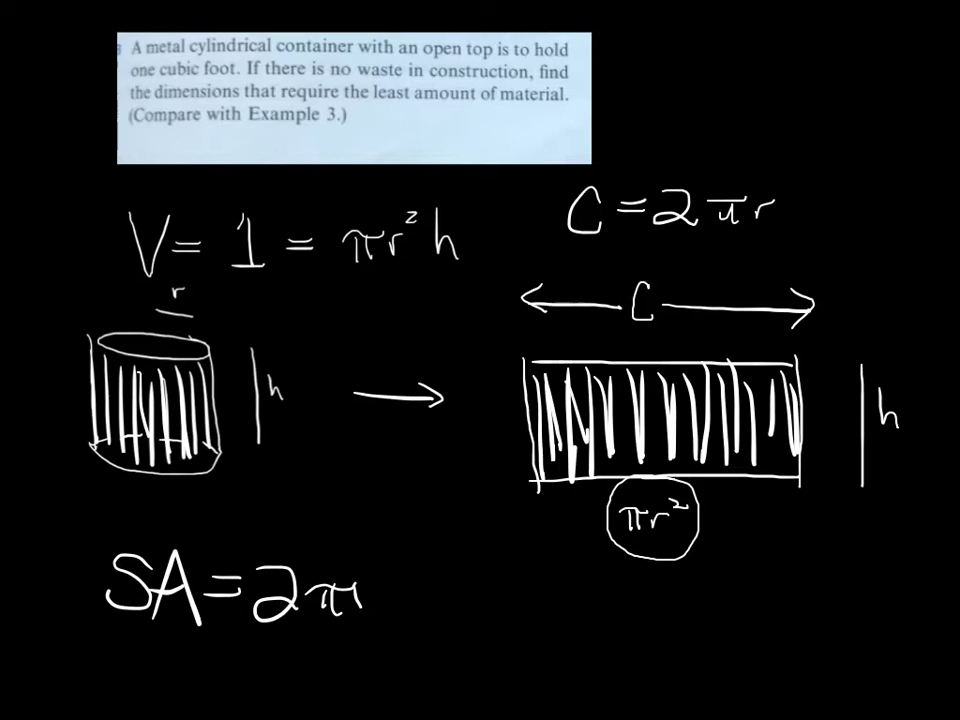 A metal cylindrical container with an open top is to hold
one cubic foot. If there is no waste in construction, find
the dimensions that require the least amount of material.
(Compare with Example 3.)
V = 1 = πr²h
C = 2πr
r
C
h
h
πr²
SA = 2π